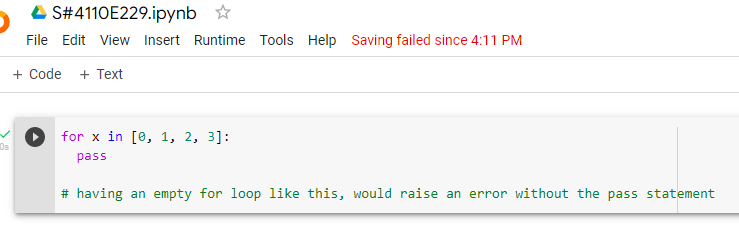 S#4110E229.ipynb
File Edit View Insert Runtime Tools Help Saving failed since 4:11 PM
+ Code + Text
for x in [0, 1, 2, 3]:
0s
pass
# having an empty for loop like this, would raise an error without the pass statement